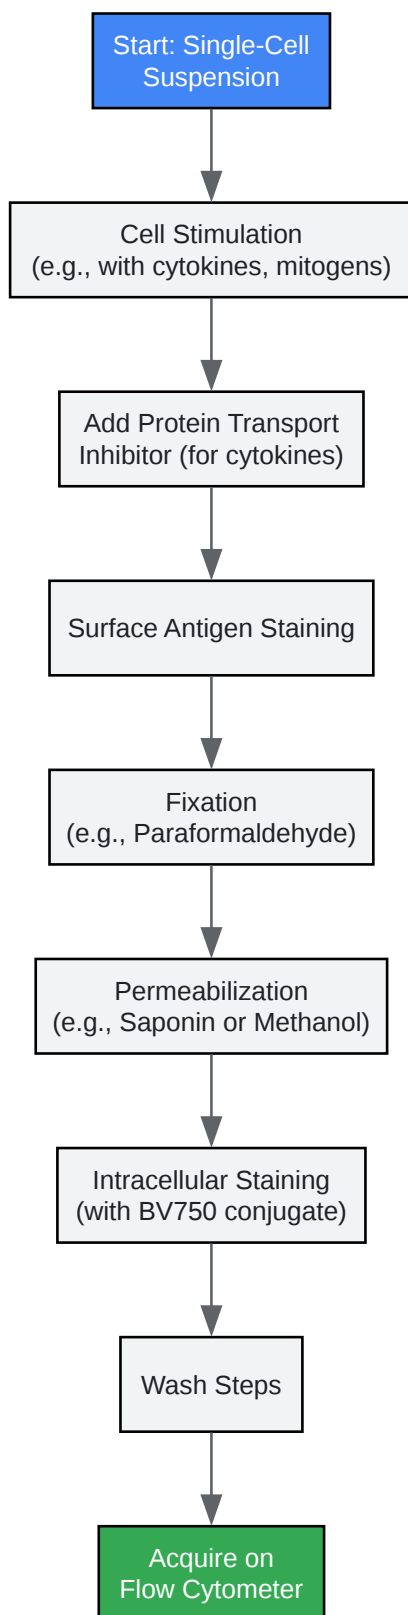 Start: Single-Cell
Suspension
Cell Stimulation
(e.g., with cytokines, mitogens)
Add Protein Transport
Inhibitor (for cytokines)
Surface Antigen Staining
Fixation
(e.g., Paraformaldehyde)
Permeabilization
(e.g., Saponin or Methanol)
Intracellular Staining
(with BV750 conjugate)
Wash Steps
Acquire on
Flow Cytometer